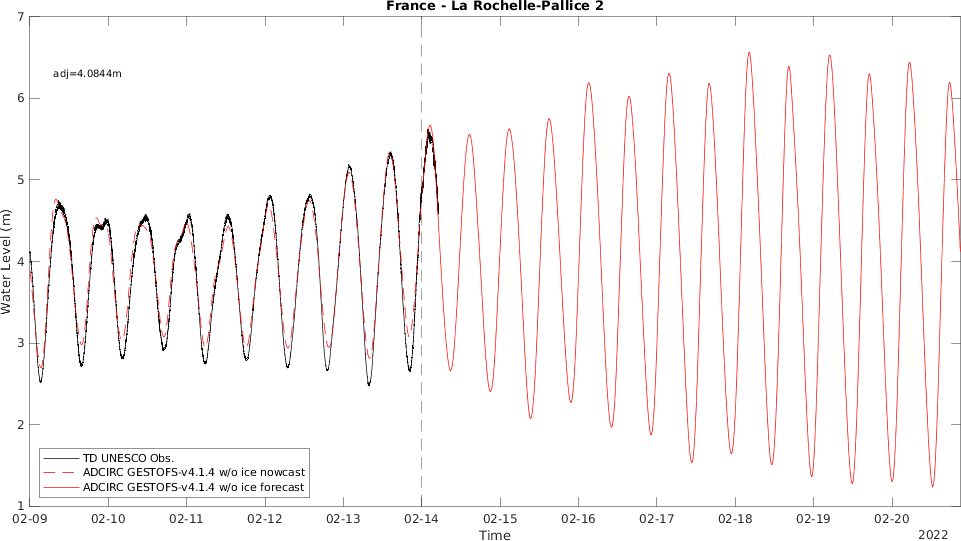 France - La Rochelle-Pallice 2
adj=4.0844m
7
6
5
4
3
2
1
Water Level (m)
TD UNESCO Obs.
ADCIRC GESTOFS-v4.1.4 w/o ice nowcast
ADCIRC GESTOFS-v4.1.4 w/o ice forecast
02-09 02-10 02-11 02-12 02-13 02-14 02-15 02-16 02-17 02-18 02-19 02-20
Time
2022